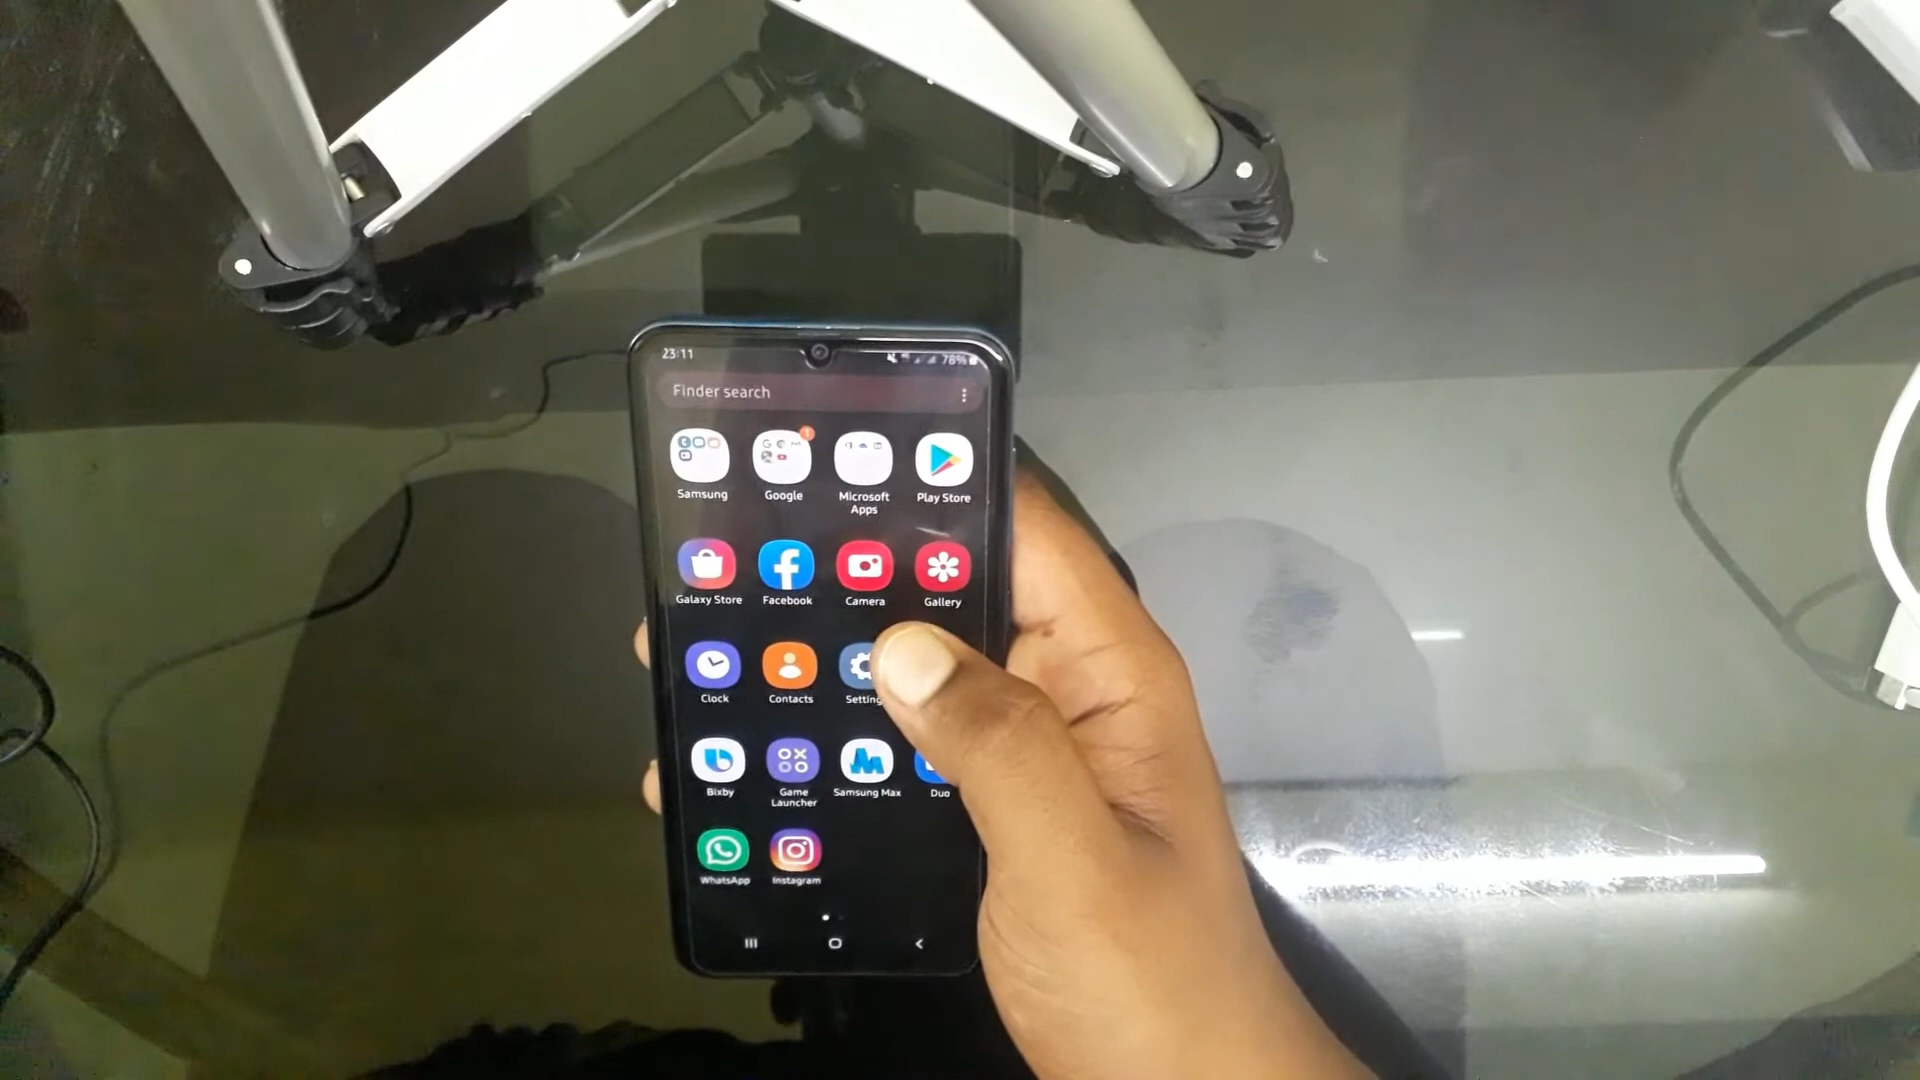 23:11 78%
Finder search
Samsung Google Microsoft Apps Play Store
Galaxy Store Facebook Camera Gallery
Clock Contacts Setting
Bixby Game Launcher Samsung Max Duo
WhatsApp Instagram